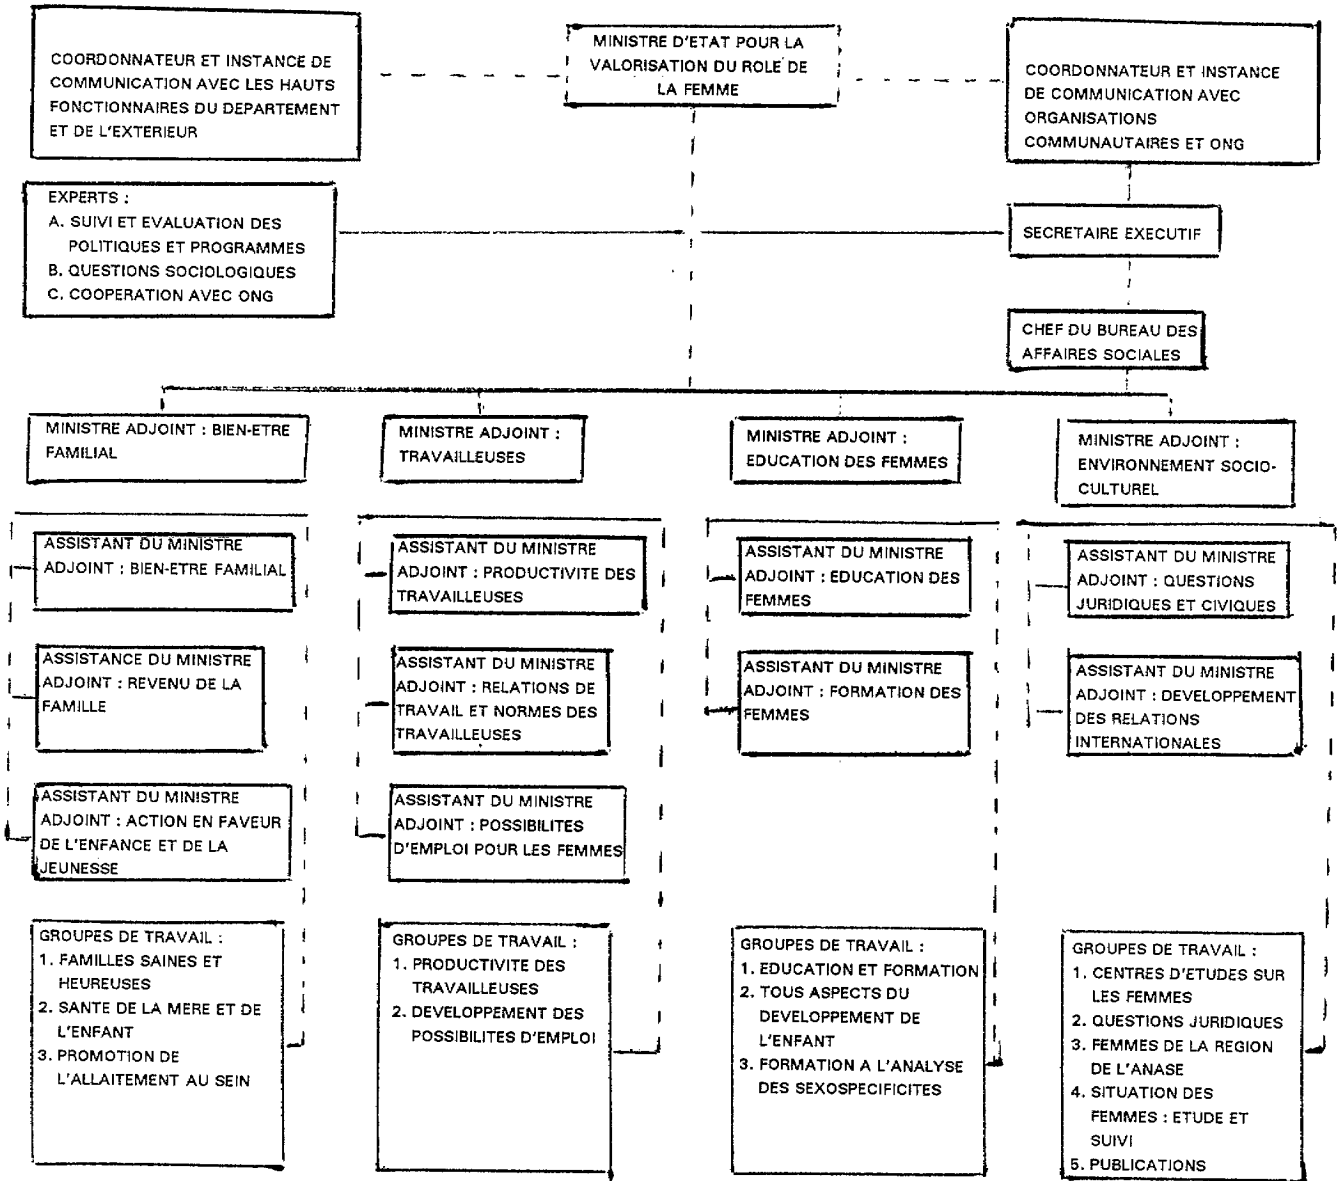 COORDONNATEUR ET INSTANCE DE
COMMUNICATION AVEC LES HAUTS
FONCTIONNAIRES DU DEPARTEMENT
ET DE L'EXTERIEUR
MINISTRE D'ETAT POUR LA
VALORISATION DU ROLE DE
LA FEMME
COORDONNATEUR ET INSTANCE
DE COMMUNICATION AVEC
ORGANISATIONS
COMMUNAUTAIRES ET ONG
EXPERTS :
A. SUIVI ET EVALUATION DES
POLITIQUES ET PROGRAMMES
B. QUESTIONS SOCIOLOGIQUES
C. COOPERATION AVEC ONG
SECRETAIRE EXECUTIF
CHEF DU BUREAU DES
AFFAIRES SOCIALES
MINISTRE ADJOINT : BIEN-ETRE
FAMILIAL
MINISTRE ADJOINT :
TRAVAILLEUSES
MINISTRE ADJOINT :
EDUCATION DES FEMMES
MINISTRE ADJOINT :
ENVIRONNEMENT SOCIO-
CULTUREL
ASSISTANT DU MINISTRE
ADJOINT : BIEN-ETRE FAMILIAL
ASSISTANT DU MINISTRE
ADJOINT : PRODUCTIVITE DES
TRAVAILLEUSES
ASSISTANT DU MINISTRE
ADJOINT : EDUCATION DES
FEMMES
ASSISTANT DU MINISTRE
ADJOINT : QUESTIONS
JURIDIQUES ET CIVIQUES
ASSISTANCE DU MINISTRE
ADJOINT : REVENU DE LA
FAMILLE
ASSISTANT DU MINISTRE
ADJOINT : RELATIONS DE
TRAVAIL ET NORMES DES
TRAVAILLEUSES
ASSISTANT DU MINISTRE
ADJOINT : FORMATION DES
FEMMES
ASSISTANT DU MINISTRE
ADJOINT : DEVELOPPEMENT
DES RELATIONS
INTERNATIONALES
ASSISTANT DU MINISTRE
ADJOINT : ACTION EN FAVEUR
DE L'ENFANCE ET DE LA
JEUNESSE
ASSISTANT DU MINISTRE
ADJOINT : POSSIBILITES
D'EMPLOI POUR LES FEMMES
GROUPES DE TRAVAIL :
1. FAMILLES SAINES ET
HEUREUSES
2. SANTE DE LA MERE ET DE
L'ENFANT
3. PROMOTION DE
L'ALLAITEMENT AU SEIN
GROUPES DE TRAVAIL :
1. PRODUCTIVITE DES
TRAVAILLEUSES
2. DEVELOPPEMENT DES
POSSIBILITES D'EMPLOI
GROUPES DE TRAVAIL :
1. EDUCATION ET FORMATION
2. TOUS ASPECTS DU
DEVELOPPEMENT DE
L'ENFANT
3. FORMATION A L'ANALYSE
DES SEXOSPECIFICITES
GROUPES DE TRAVAIL :
1. CENTRES D'ETUDES SUR
LES FEMMES
2. QUESTIONS JURIDIQUES
3. FEMMES DE LA REGION
DE L'ANASE
4. SITUATION DES
FEMMES : ETUDE ET
SUIVI
5. PUBLICATIONS